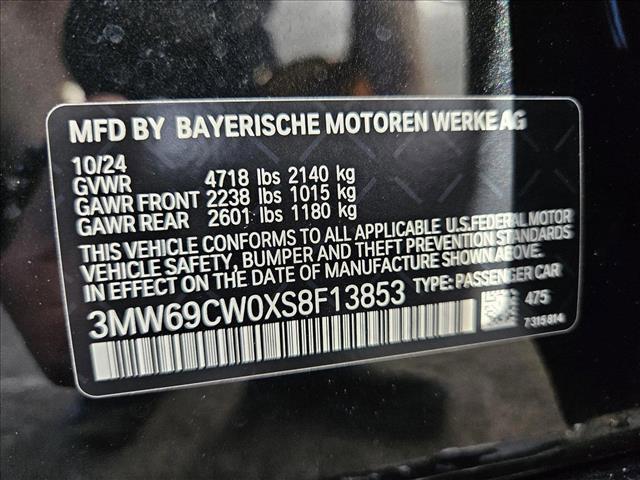 MFD BY BAYERISCHE MOTOREN WERKE AG
10/24
GVWR 4718 lbs 2140 kg
GAWR FRONT 2238 lbs 1015 kg
GAWR REAR 2601 lbs 1180 kg
THIS VEHICLE CONFORMS TO ALL APPLICABLE U.S.FEDERAL MOTOR
VEHICLE SAFETY, BUMPER AND THEFT PREVENTION STANDARDS
IN EFFECT ON THE DATE OF MANUFACTURE SHOWN ABOVE.
3MW69CW0XS8F13853 TYPE: PASSENGER CAR
475
7315814